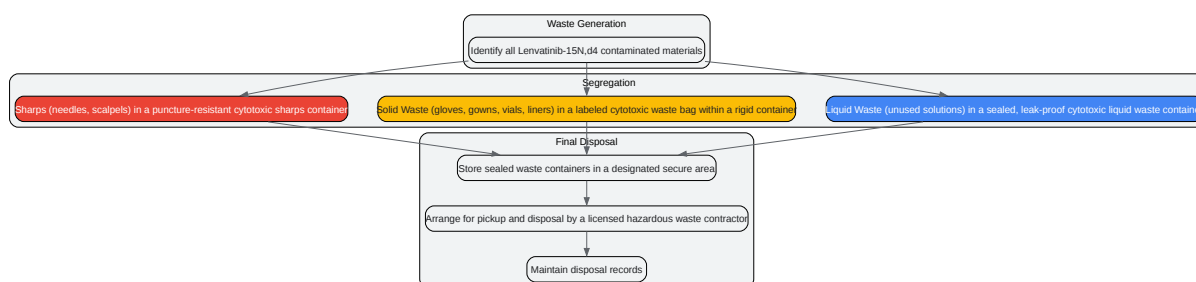 Waste Generation
Identify all Lenvatinib-15N,d4 contaminated materials
Segregation
Sharps (needles, scalpels) in a puncture-resistant cytotoxic sharps container
Solid Waste (gloves, gowns, vials, liners) in a labeled cytotoxic waste bag within a rigid container
Liquid Waste (unused solutions) in a sealed, leak-proof cytotoxic liquid waste contain
Final Disposal
Store sealed waste containers in a designated secure area
Arrange for pickup and disposal by a licensed hazardous waste contractor
Maintain disposal records